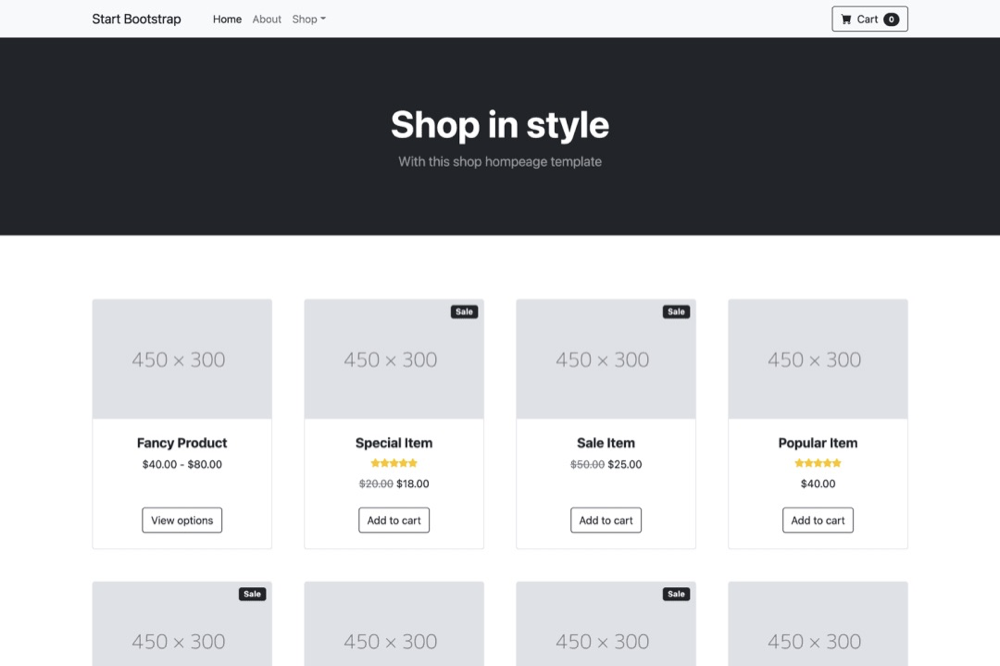 Start Bootstrap Home About Shop Cart 0
Shop in style
With this shop hompeage template
Sale Sale
450 × 300 450 × 300 450 × 300 450 × 300
Fancy Product Special Item Sale Item Popular Item
$40.00 - $80.00 $50.00 $25.00
$20.00 $18.00 $40.00
View options Add to cart Add to cart Add to cart
Sale Sale
450 × 300 450 × 300 450 × 300 450 × 300